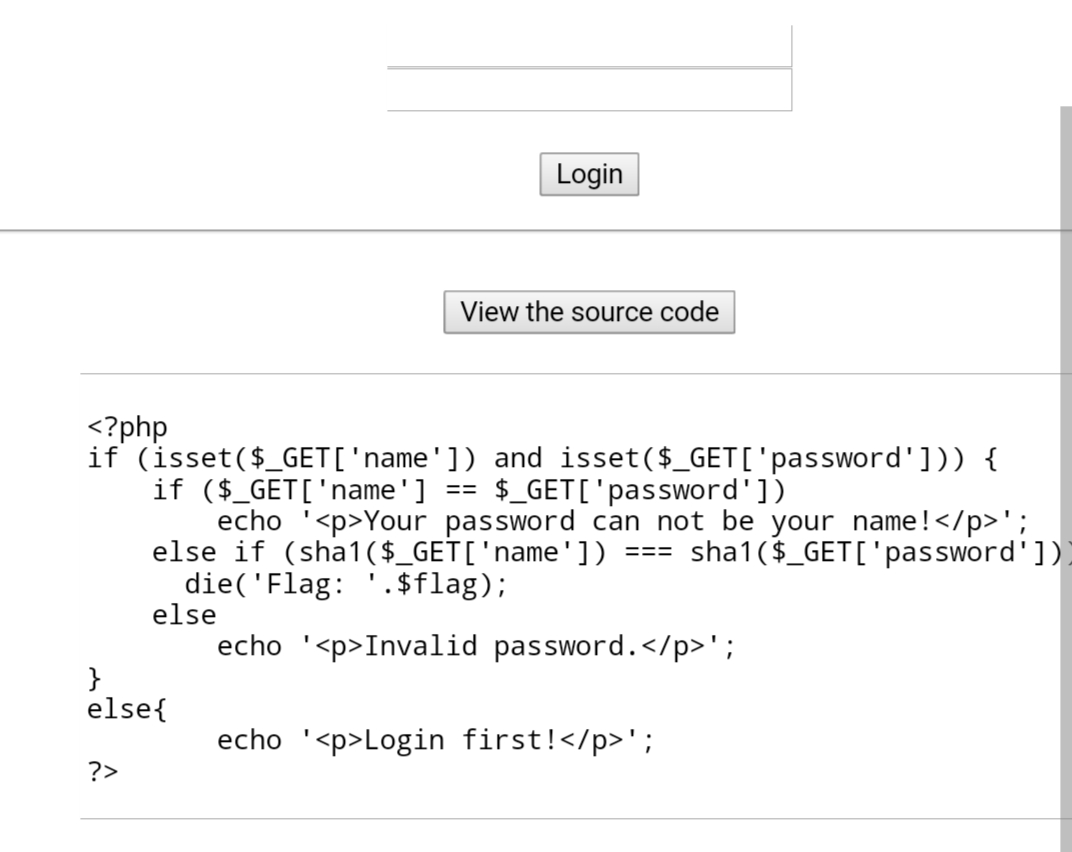 Login
View the source code
<?php
if (isset($_GET['name']) and isset($_GET['password'])) {
    if ($_GET['name'] == $_GET['password'])
        echo '<p>Your password can not be your name!</p>';
    else if (sha1($_GET['name']) === sha1($_GET['password']))
      die('Flag: '.$flag);
    else
        echo '<p>Invalid password.</p>';
}
else{
        echo '<p>Login first!</p>';
?>